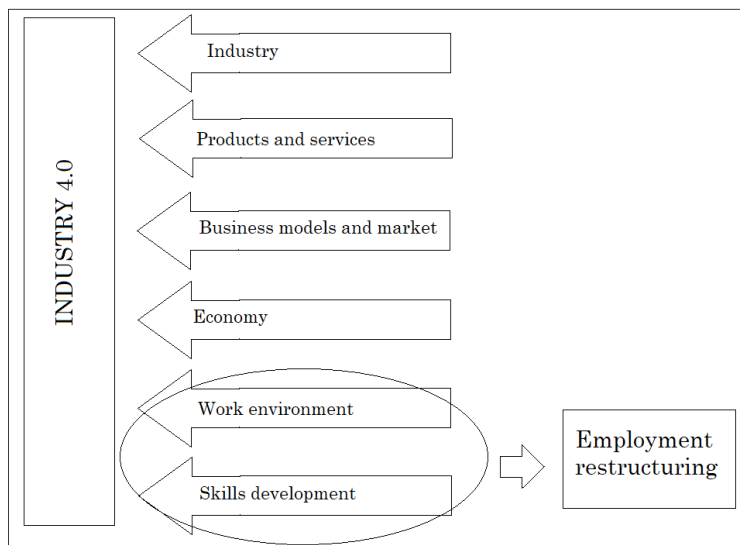 INDUSTRY 4.0
Industry
Products and services
Business models and market
Economy
Work environment
Skills development
Employment
restructuring